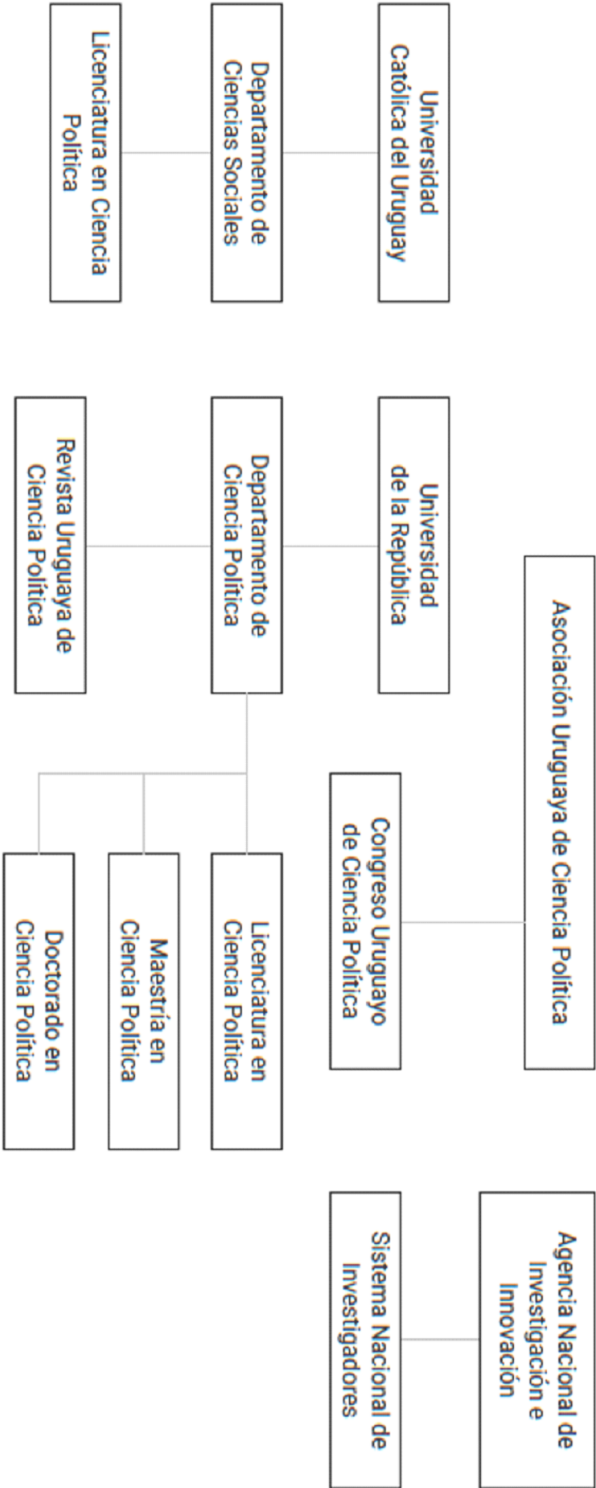 Asociación Uruguaya de Ciencia Política
Agencia Nacional de
Investigación e
Innovación
Universidad
Católica del Uruguay
Universidad
de la República
Congreso Uruguayo
de Ciencia Política
Sistema Nacional de
Investigadores
Departamento de
Ciencias Sociales
Departamento de
Ciencia Política
Licenciatura en
Ciencia Política
Maestría en
Ciencia Política
Licenciatura en Ciencia
Política
Revista Uruguaya de
Ciencia Política
Doctorado en
Ciencia Política